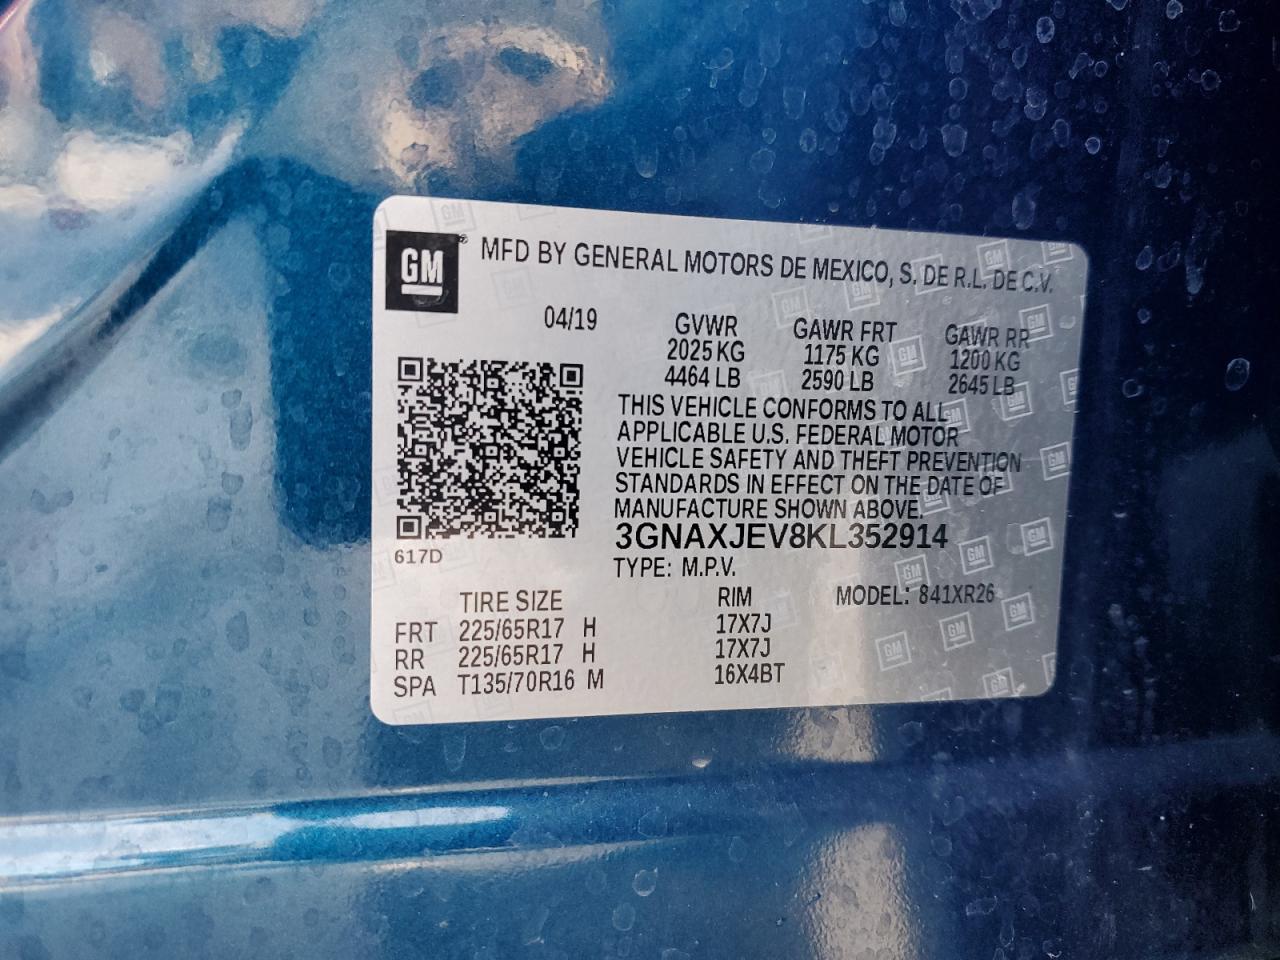 GM ® MFD BY GENERAL MOTORS DE MEXICO, S. DE R.L. DE C.V.
04/19 GVWR GAWR FRT GAWR RR
2025 KG 1175 KG 1200 KG
4464 LB 2590 LB 2645 LB
THIS VEHICLE CONFORMS TO ALL
APPLICABLE U.S. FEDERAL MOTOR
VEHICLE SAFETY AND THEFT PREVENTION
STANDARDS IN EFFECT ON THE DATE OF
MANUFACTURE SHOWN ABOVE.
3GNAXJEV8KL352914
617D
TYPE: M.P.V.
TIRE SIZE RIM MODEL: 841XR26
FRT 225/65R17 H 17X7J
RR 225/65R17 H 17X7J
SPA T135/70R16 M 16X4BT